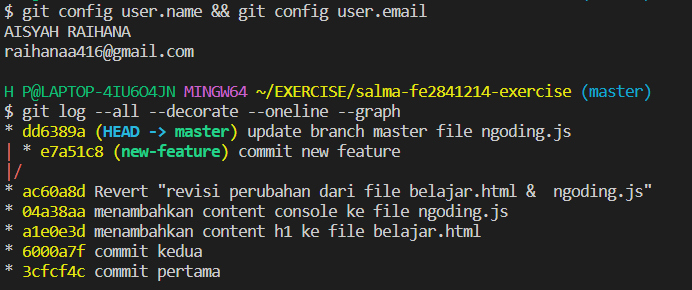 $ git config user.name && git config user.email
AISYAH RAIHANA
raihanaa416@gmail.com
H P@LAPTOP-4IU6O4JN MINGW64 ~/EXERCISE/salma-fe2841214-exercise (master)
$ git log --all --decorate --oneline --graph
* dd6389a (HEAD -> master) update branch master file ngoding.js
| * e7a51c8 (new-feature) commit new feature
|/
* ac60a8d Revert "revisi perubahan dari file belajar.html &  ngoding.js"
* 04a38aa menambahkan content console ke file ngoding.js
* a1e0e3d menambahkan content h1 ke file belajar.html
* 6000a7f commit kedua
* 3cfcf4c commit pertama